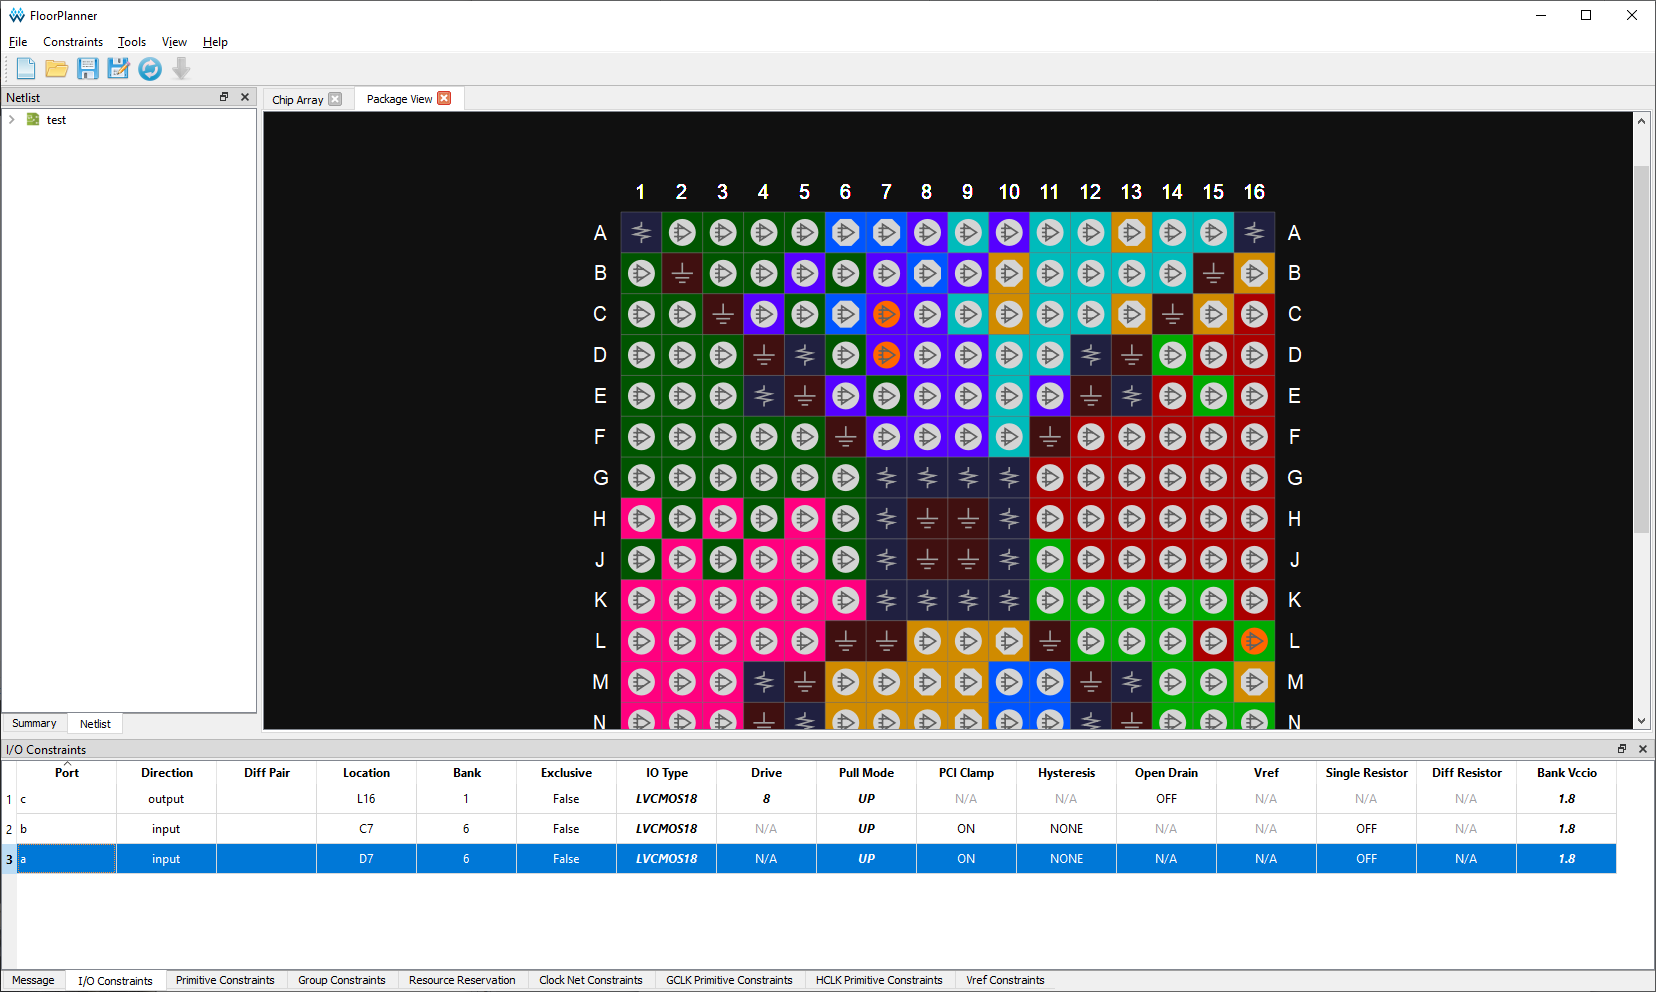 FloorPlanner
File Constraints Tools View Help
Netlist
Chip Array Package View
test
1 2 3 4 5 6 7 8 9 10 11 12 13 14 15 16
A A
B B
C C
D D
E E
F F
G G
H H
J J
K K
L L
M M
N N
Summary Netlist
I/O Constraints
Port Direction Diff Pair Location Bank Exclusive IO Type Drive Pull Mode PCI Clamp Hysteresis Open Drain Vref Single Resistor Diff Resistor Bank Vccio
1 c output L16 1 False LVCMOS18 8 UP N/A N/A OFF N/A N/A N/A 1.8
2 b input C7 6 False LVCMOS18 N/A UP ON NONE N/A N/A OFF N/A 1.8
3 a input D7 6 False LVCMOS18 N/A UP ON NONE N/A N/A OFF N/A 1.8
Message I/O Constraints Primitive Constraints Group Constraints Resource Reservation Clock Net Constraints GCLK Primitive Constraints HCLK Primitive Constraints Vref Constraints